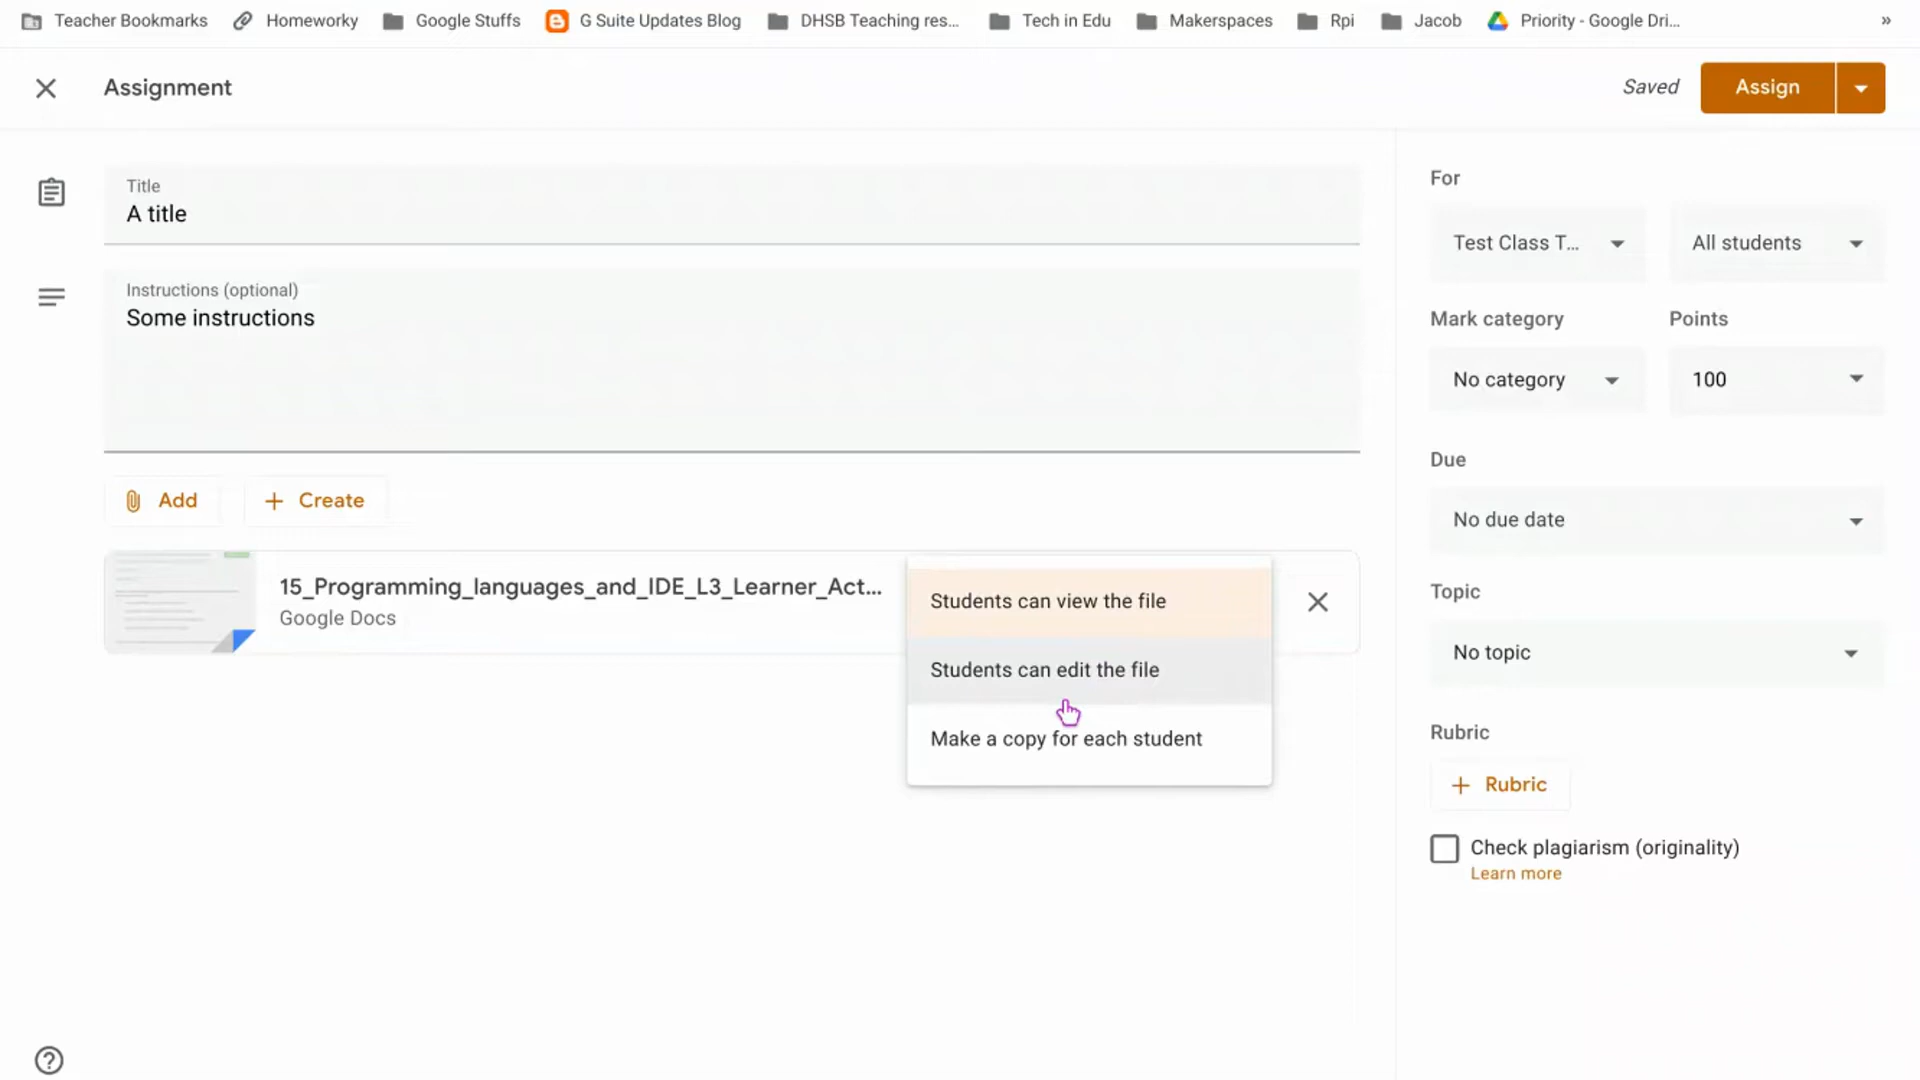 Teacher Bookmarks Homeworky Google Stuffs G Suite Updates Blog DHSB Teaching res... Tech in Edu Makerspaces Rpi Jacob Priority - Google Dri... »
Assignment
Saved
Assign
Title
A title
Instructions (optional)
Some instructions
Add
Create
15_Programming_languages_and_IDE_L3_Learner_Act...
Google Docs
Students can view the file
Students can edit the file
Make a copy for each student
For
Test Class T...
All students
Mark category
Points
No category
100
Due
No due date
Topic
No topic
Rubric
+ Rubric
Check plagiarism (originality)
Learn more